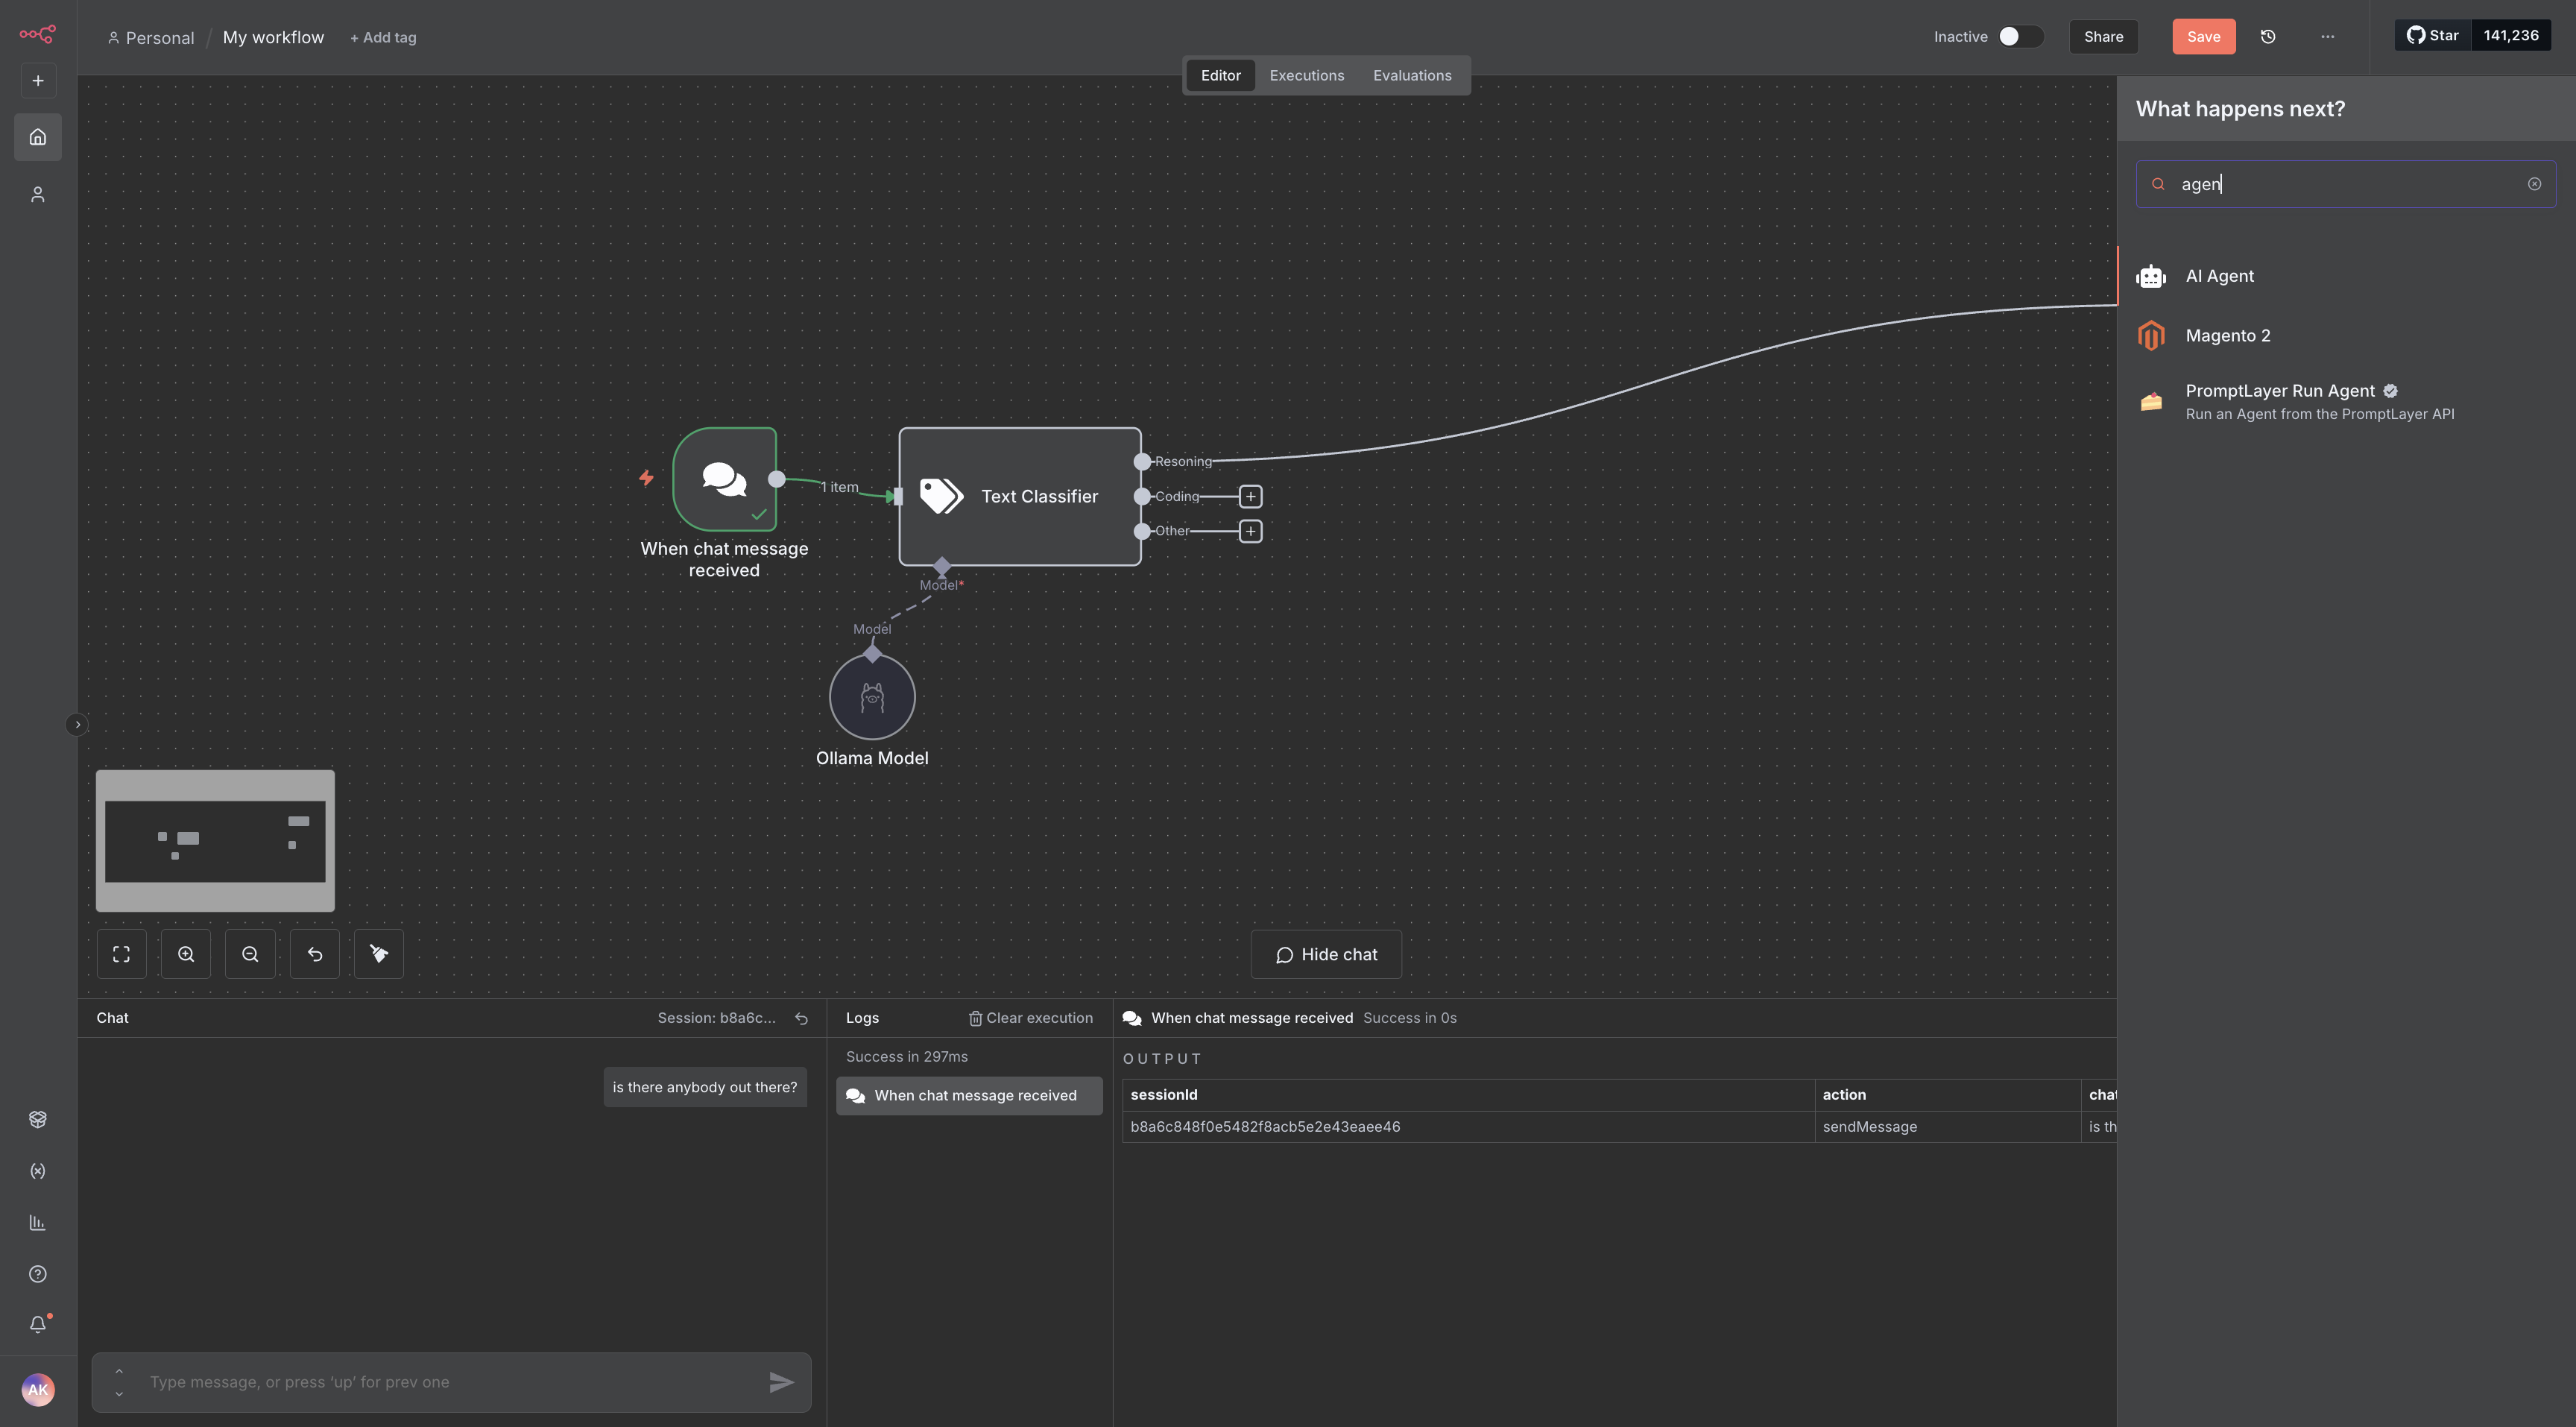 Personal / My workflow + Add tag
Inactive
Share
Save
Star 141,236
Editor Executions Evaluations
What happens next?
agen
AI Agent
Magento 2
PromptLayer Run Agent
Run an Agent from the PromptLayer API
1 item
Text Classifier
Resoning
Coding
Other
When chat message
received
Model*
Model
Ollama Model
Hide chat
Chat
Session: b8a6c...
is there anybody out there?
Type message, or press ‘up’ for prev one
Logs
Clear execution
Success in 297ms
When chat message received
When chat message received Success in 0s
OUTPUT
sessionId action chat
b8a6c848f0e5482f8acb5e2e43eaee46 sendMessage is th
AK